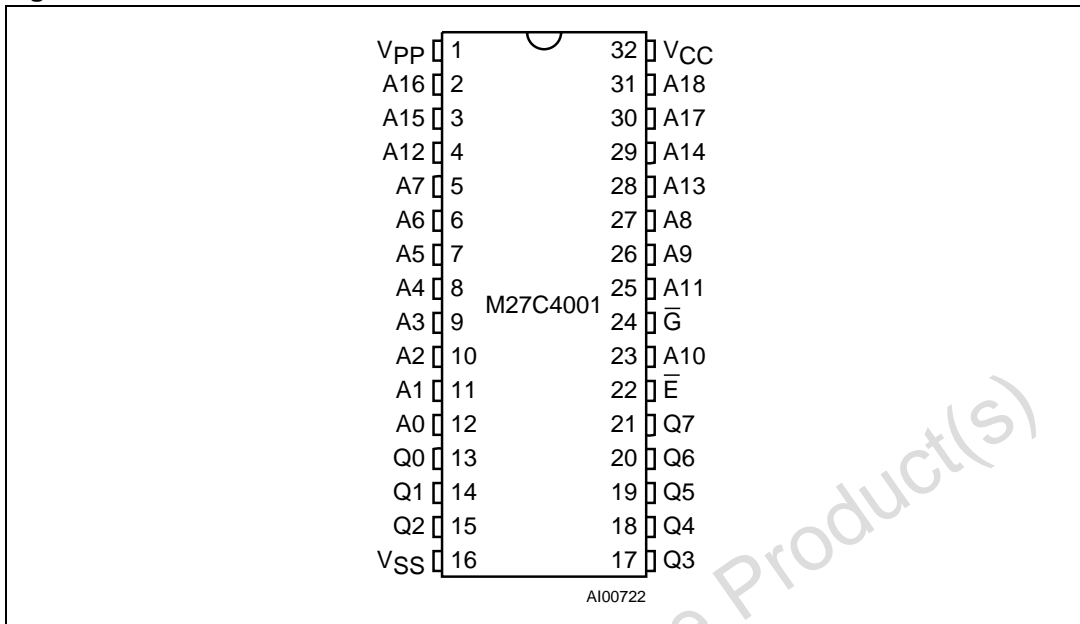 VPP 1 32 VCC
A16 2 31 A18
A15 3 30 A17
A12 4 29 A14
A7 5 28 A13
A6 6 27 A8
A5 7 26 A9
A4 8 25 A11
M27C4001
A3 9 24 G̅
A2 10 23 A10
A1 11 22 E̅
A0 12 21 Q7
Q0 13 20 Q6
Q1 14 19 Q5
Q2 15 18 Q4
VSS 16 17 Q3
AI00722
Product(s)